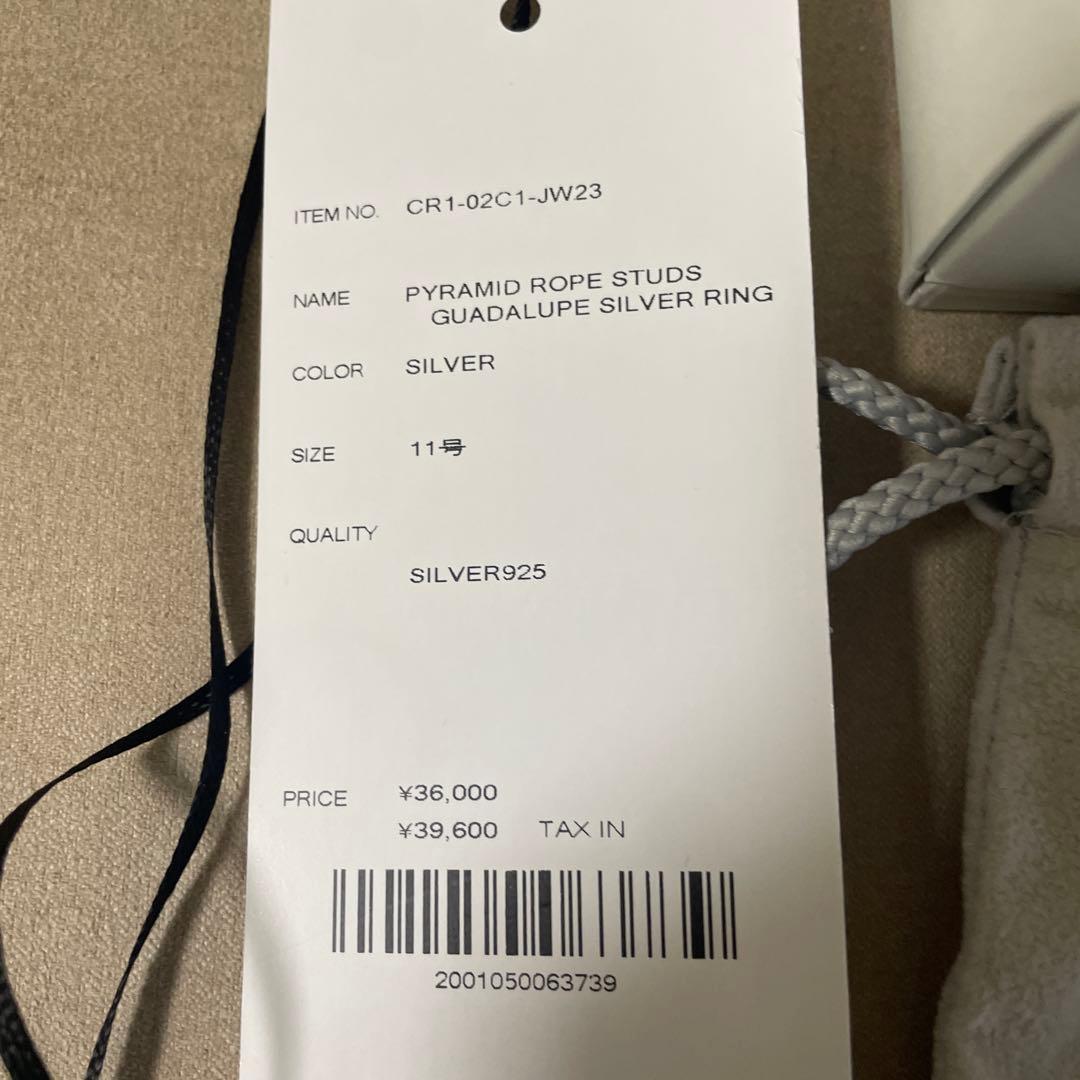 ITEM NO. CR1-02C1-JW23
NAME PYRAMID ROPE STUDS
GUADALUPE SILVER RING
COLOR SILVER
SIZE 11号
QUALITY
SILVER925
PRICE ¥36,000
¥39,600 TAX IN
2001050063739